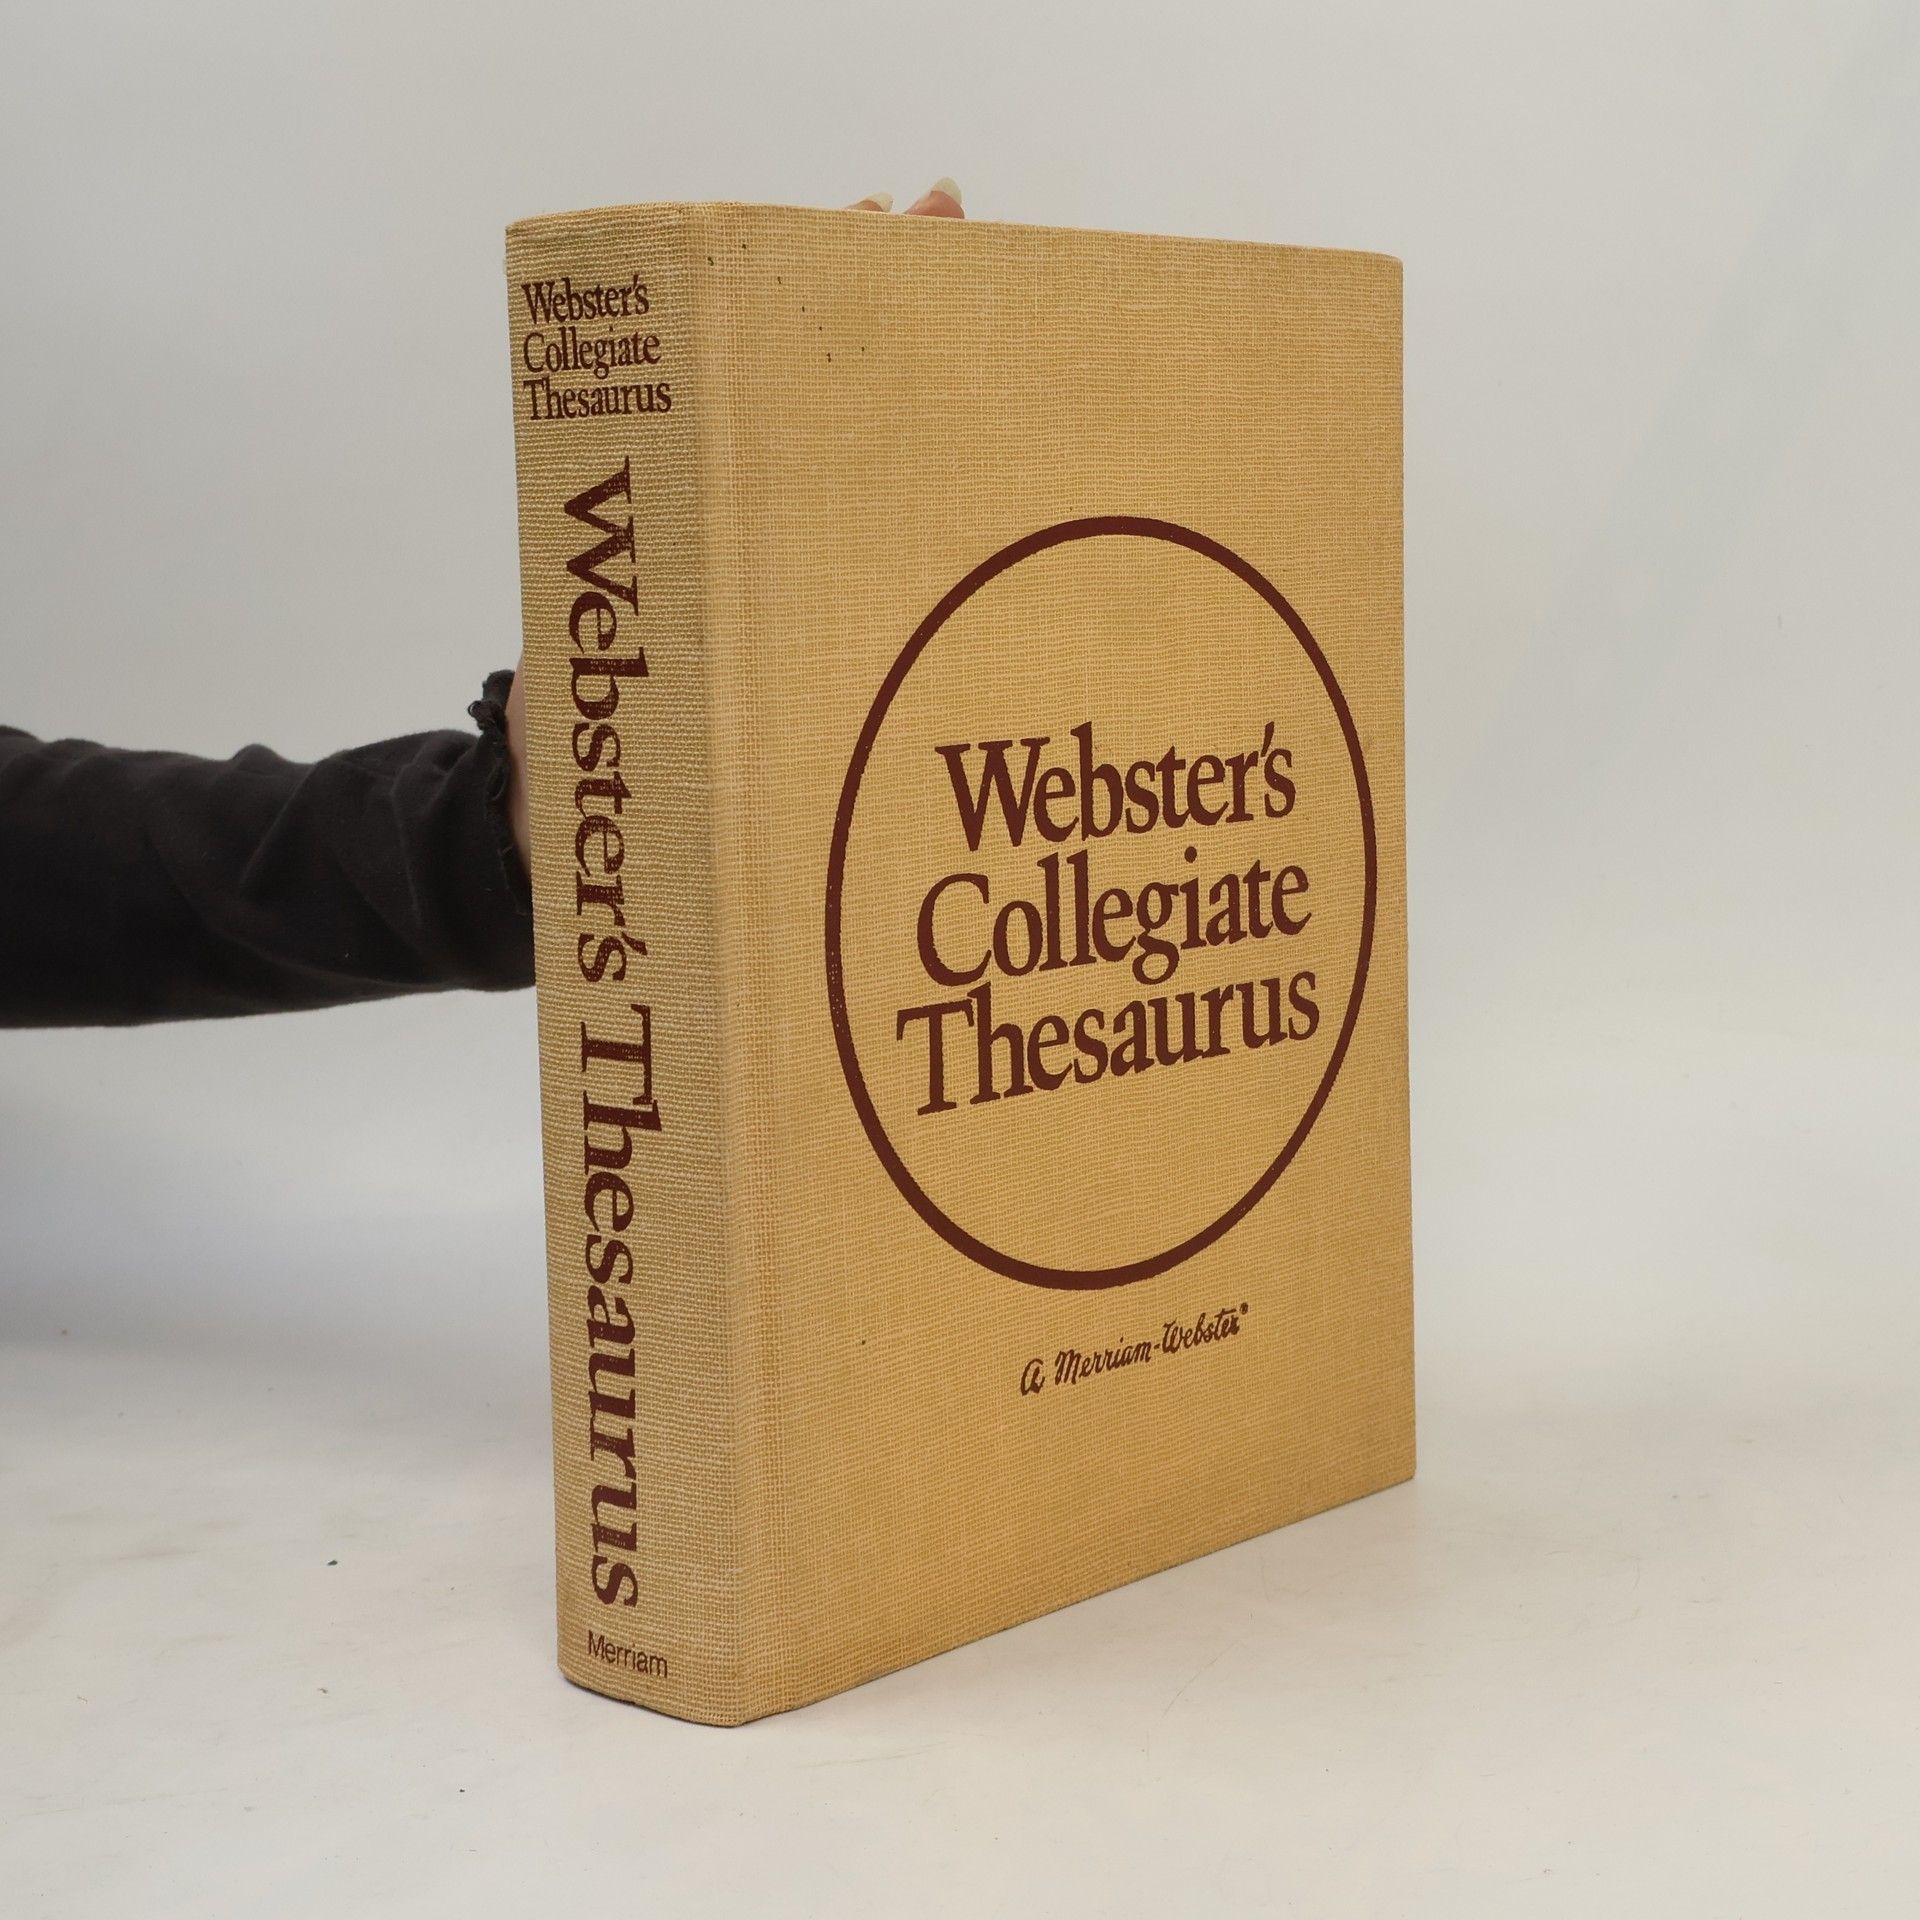 Webster's
Collegiate
Thesaurus
Webster's Thesaurus
Merriam
Webster's
Collegiate
Thesaurus
A Merriam-Webster®